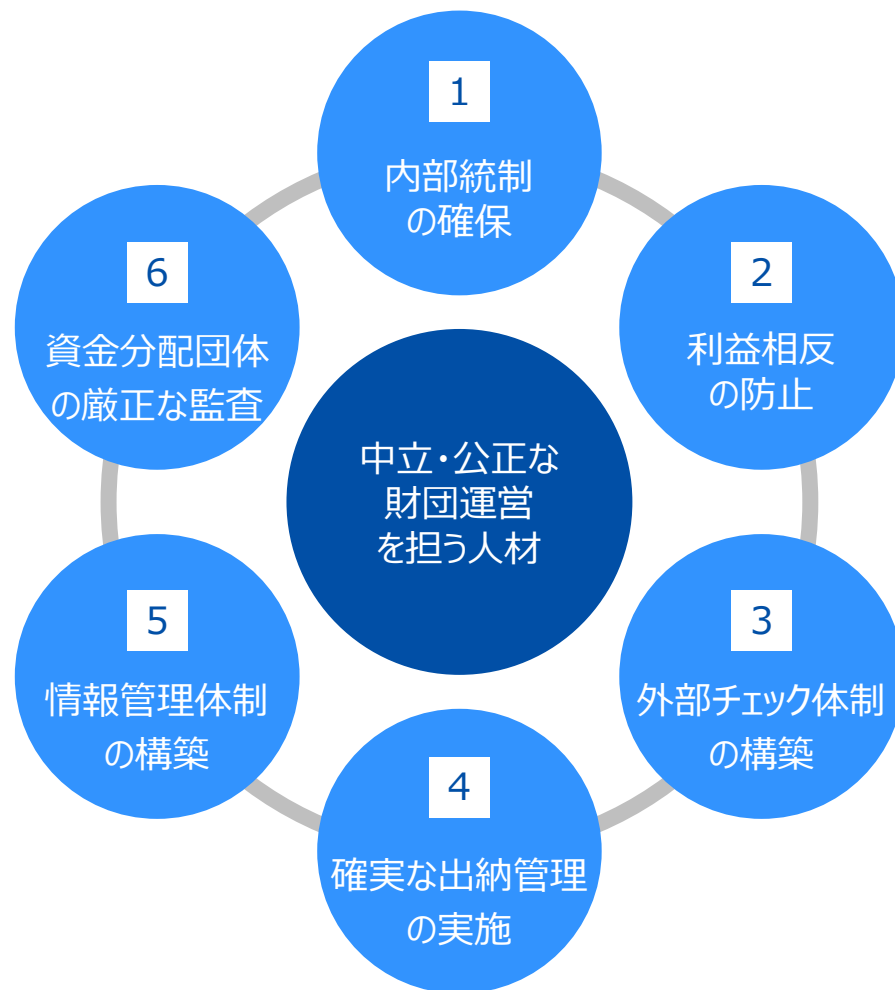 1
内部統制
の確保
2
利益相反
の防止
3
外部チェック体制
の構築
4
確実な出納管理
の実施
5
情報管理体制
の構築
6
資金分配団体
の厳正な監査
中立・公正な
財団運営
を担う人材